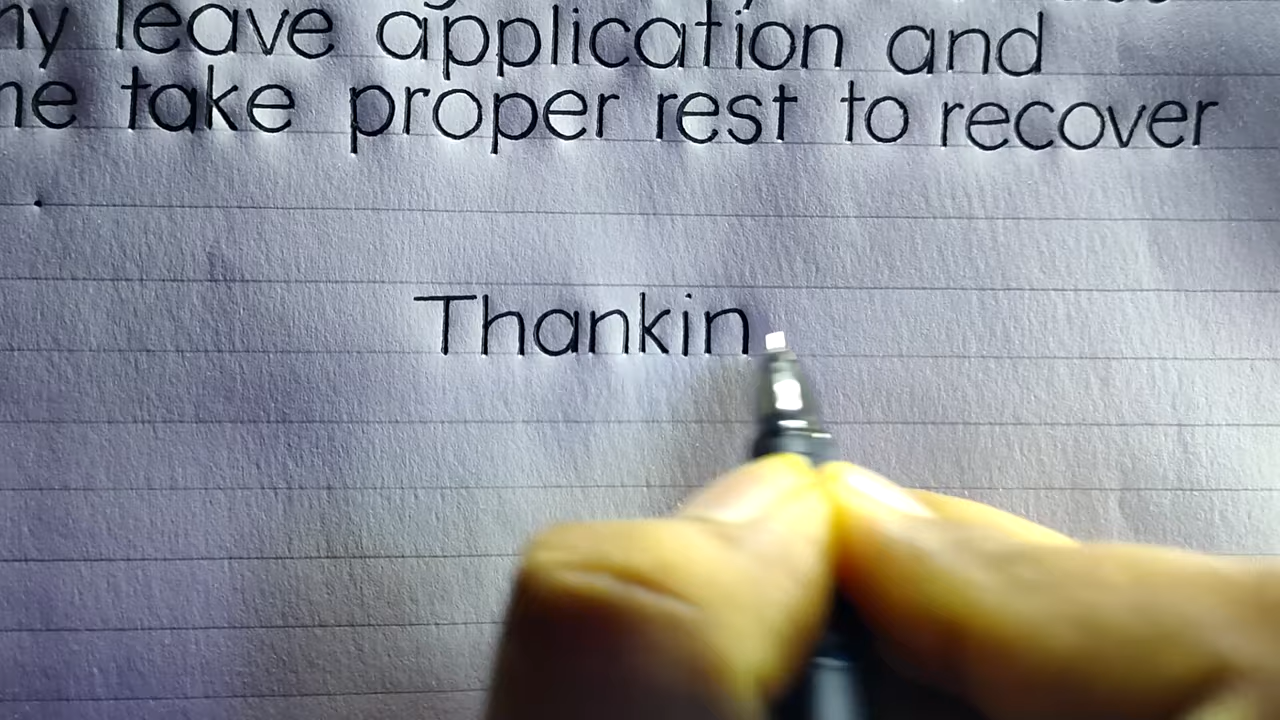 my leave application and
me take proper rest to recover
.
Thankin